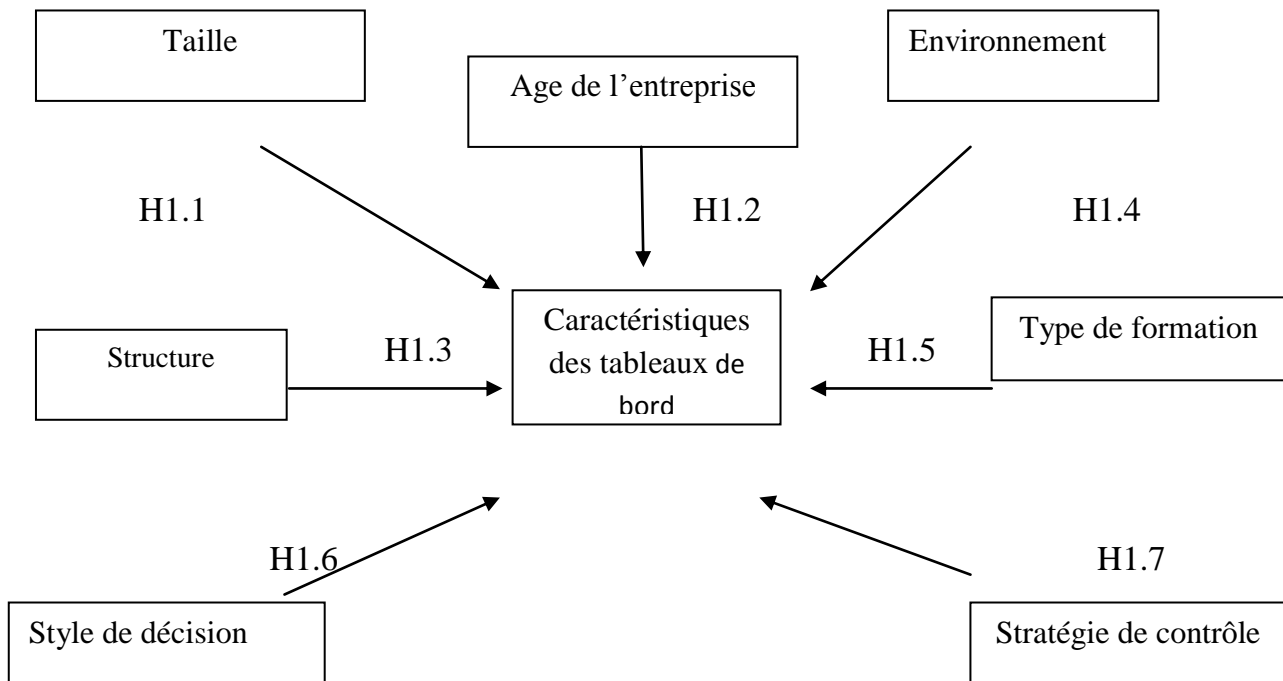 Taille
Environnement
Age de l’entreprise
H1.1
H1.2
H1.4
Caractéristiques
des tableaux de
bord
Type de formation
Structure
H1.3
H1.5
H1.6
H1.7
Style de décision
Stratégie de contrôle